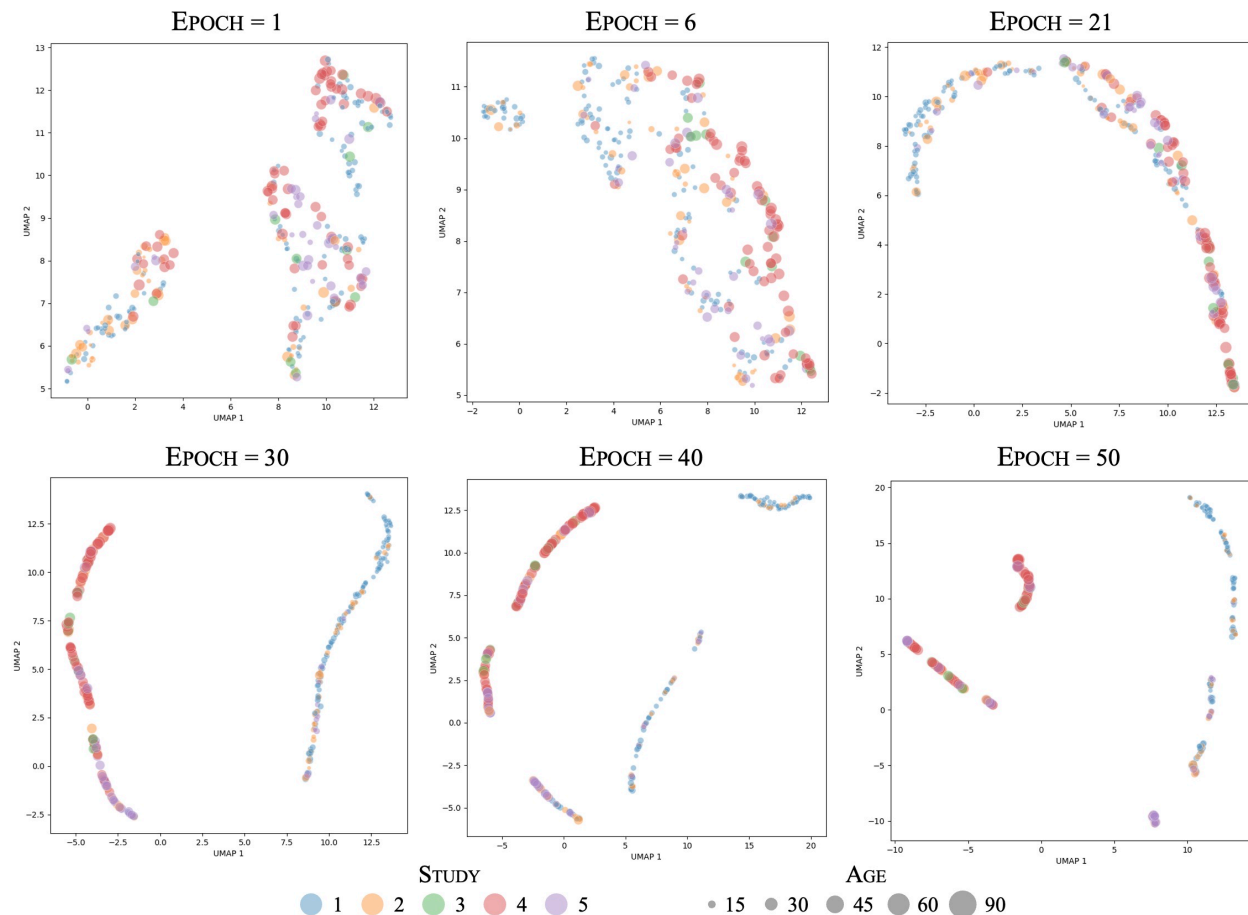 EPOCH = 1
13
12
11
10
9
8
7
6
5
UMAP 2
0 2 4 6 8 10 12
UMAP 1
EPOCH = 6
11
10
9
8
7
6
5
UMAP 2
−2 0 2 4 6 8 10 12
UMAP 1
EPOCH = 21
12
10
8
6
4
2
0
−2
UMAP 2
−2.5 0.0 2.5 5.0 7.5 10.0 12.5
UMAP 1
EPOCH = 30
12.5
10.0
7.5
5.0
2.5
0.0
−2.5
UMAP 2
−5.0 −2.5 0.0 2.5 5.0 7.5 10.0 12.5
UMAP 1
EPOCH = 40
12.5
10.0
7.5
5.0
2.5
0.0
−2.5
−5.0
UMAP 2
−5 0 5 10 15 20
UMAP 1
EPOCH = 50
20
15
10
5
0
−5
−10
UMAP 2
−10 −5 0 5 10
UMAP 1
STUDY
1 2 3 4 5
AGE
15 30 45 60 90